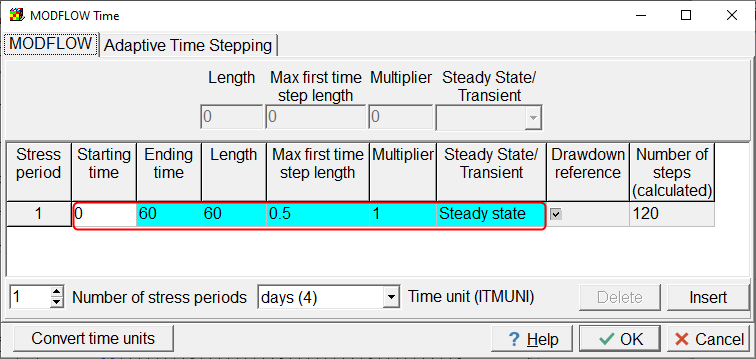 MODFLOW Time
MODFLOW Adaptive Time Stepping
Length Max first time Multiplier Steady State/
step length Transient
0 0 0
Stress Starting Ending Length Max first time Multiplier Steady State/ Drawdown Number of
period time time step length Transient reference steps
(calculated)
1 0 60 60 0.5 1 Steady state 120
1 Number of stress periods days (4) Time unit (ITMUNI) Delete Insert
Convert time units ? Help OK Cancel